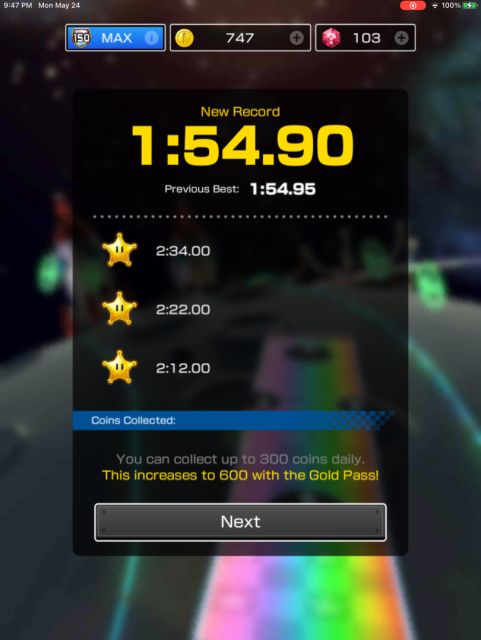 9:47 PM Mon May 24
100%
150 MAX i
747
103
New Record
1:54.90
Previous Best: 1:54.95
2:34.00
2:22.00
2:12.00
Coins Collected:
You can collect up to 300 coins daily.
This increases to 600 with the Gold Pass!
Next